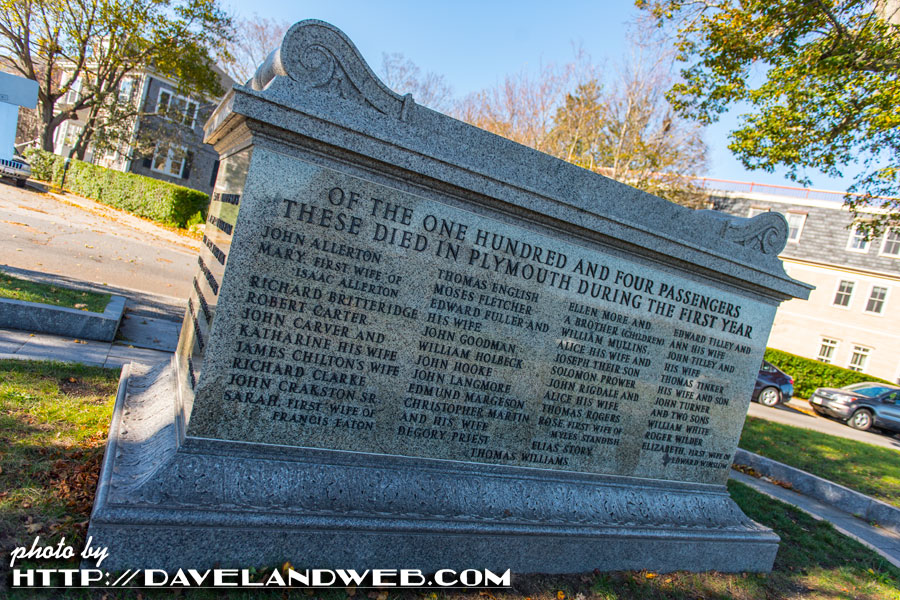 OF THE ONE HUNDRED AND FOUR PASSENGERS
THESE DIED IN PLYMOUTH DURING THE FIRST YEAR
JOHN ALLERTON
MARY, FIRST WIFE OF
ISAAC ALLERTON
RICHARD BRITTERIDGE
ROBERT CARTER
JOHN CARVER AND
KATHARINE HIS WIFE
JAMES CHILTON'S WIFE
RICHARD CLARKE
JOHN CRAKSTON SR.
SARAH, FIRST WIFE OF
FRANCIS EATON
THOMAS ENGLISH
MOSES FLETCHER
EDWARD FULLER AND
HIS WIFE
JOHN GOODMAN
WILLIAM HOLBECK
JOHN HOOKE
JOHN LANGMORE
EDMUND MARGESON
CHRISTOPHER MARTIN
AND HIS WIFE
DEGORY PRIEST
THOMAS WILLIAMS
ELLEN MORE AND
A BROTHER (CHILDREN)
WILLIAM MULLINS,
ALICE HIS WIFE AND
JOSEPH THEIR SON
SOLOMON PROWER
JOHN RIGDALE AND
ALICE HIS WIFE
THOMAS ROGERS
ROSE, FIRST WIFE OF
MYLES STANDISH
ELIAS STORY
EDWARD TILLEY AND
ANN HIS WIFE
JOHN TILLEY AND
HIS WIFE
THOMAS TINKER
HIS WIFE AND SON
JOHN TURNER
AND TWO SONS
WILLIAM WHITE
ROGER WILDER
ELIZABETH, FIRST WIFE OF
EDWARD WINSLOW
photo by
HTTP://DAVELANDWEB.COM